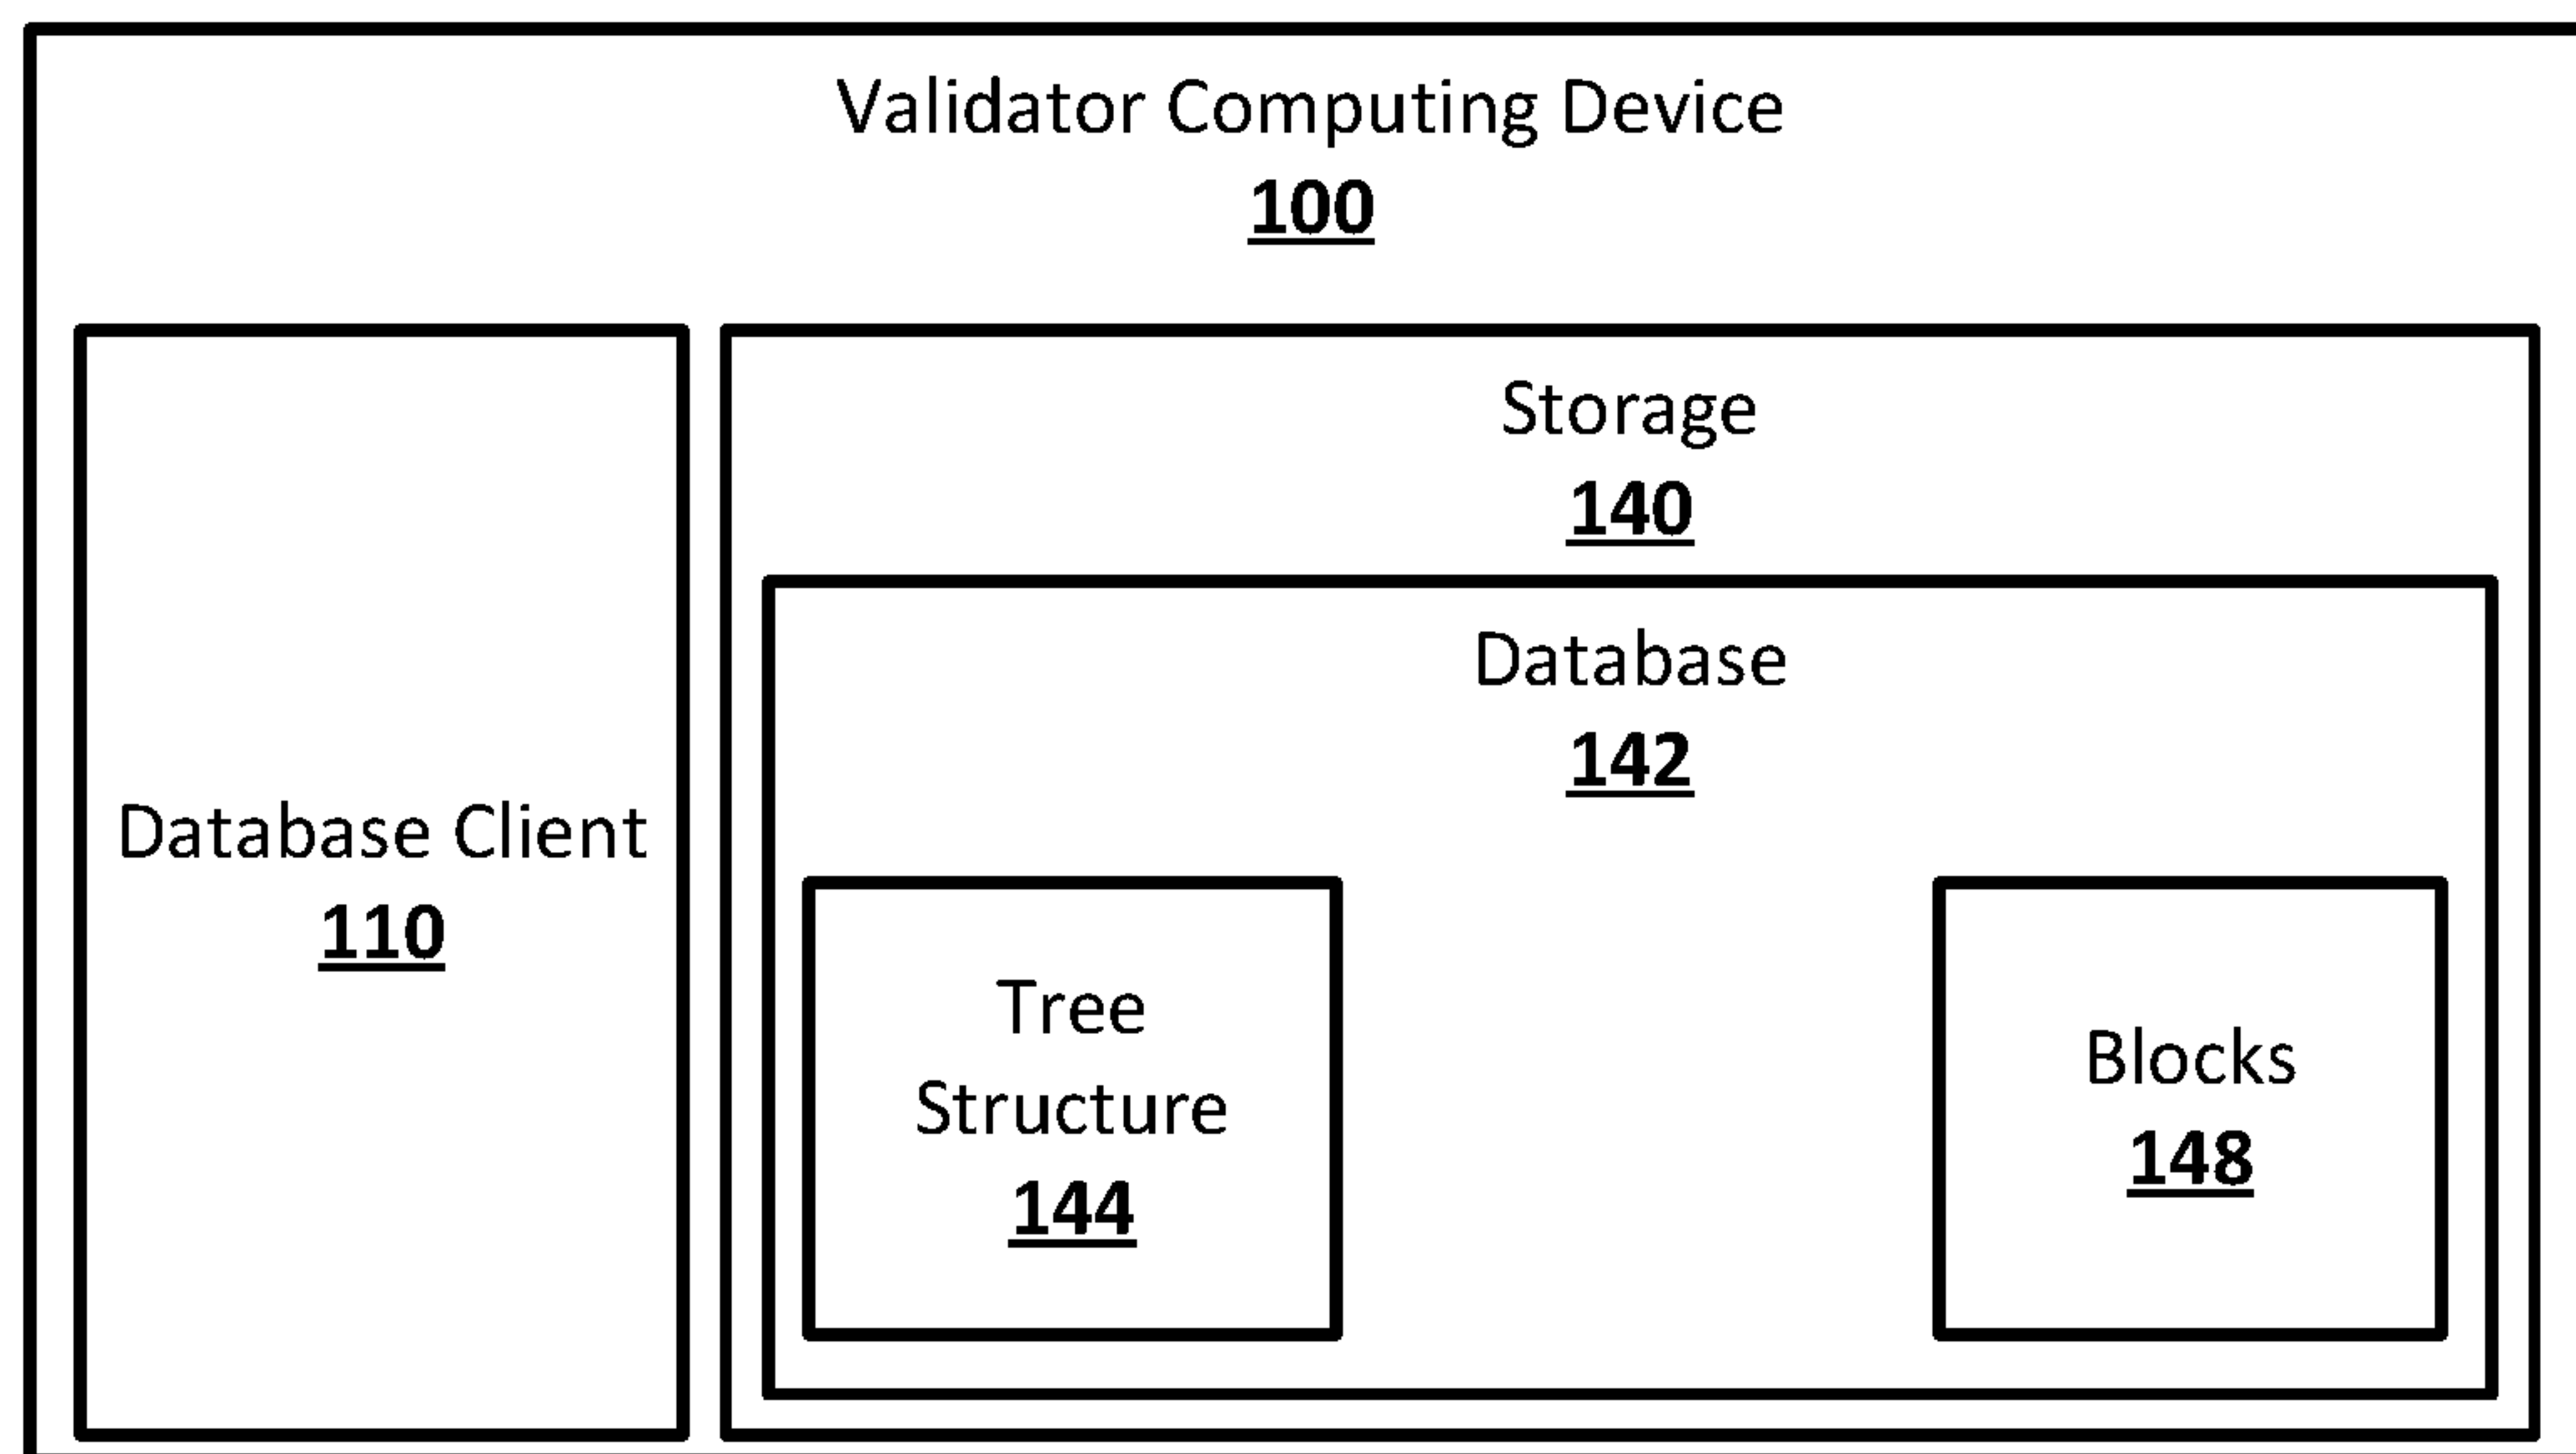 Validator Computing Device
100
Database Client
110
Storage
140
Database
142
Tree
Structure
144
Blocks
148